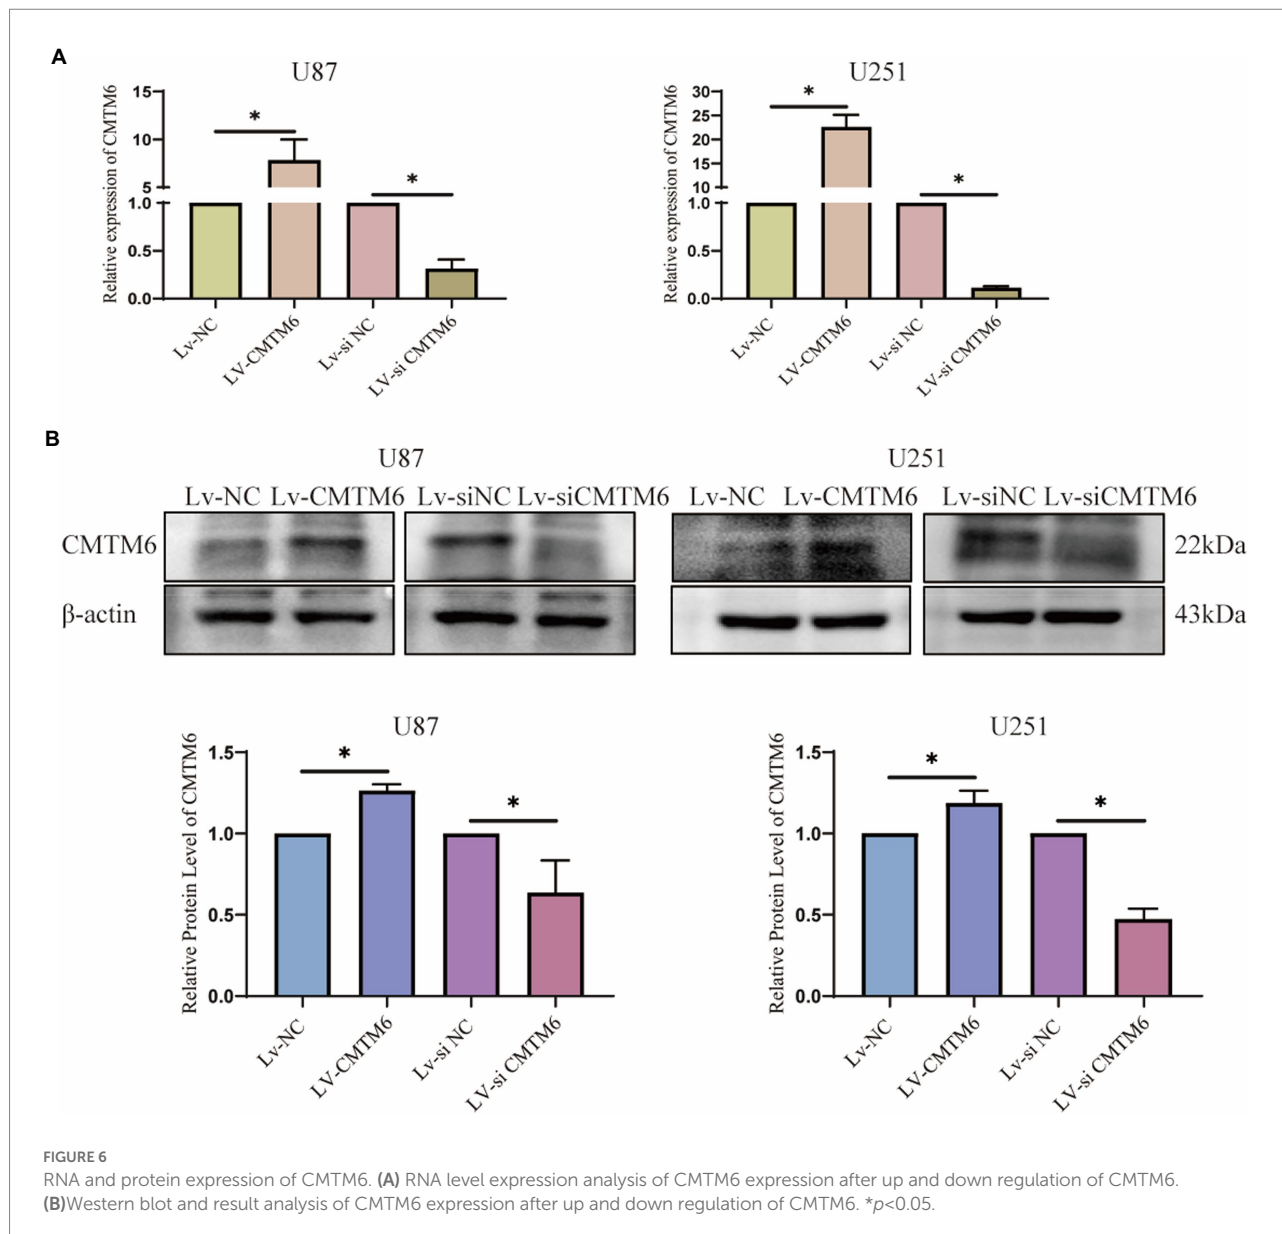 A
U87
U251
Relative expression of CMTM6
15
10
5
1.0
0.5
0.0
*
*
Lv-NC
LV-CMTM6
Lv-si NC
LV-si CMTM6
Relative expression of CMTM6
30
25
20
15
10
1.0
0.5
0.0
*
*
Lv-NC
LV-CMTM6
Lv-si NC
LV-si CMTM6
B
U87
U251
Lv-NC Lv-CMTM6 Lv-siNC Lv-siCMTM6 Lv-NC Lv-CMTM6 Lv-siNC Lv-siCMTM6
CMTM6 22kDa
β-actin 43kDa
U87
U251
Relative Protein Level of CMTM6
1.5
1.0
0.5
0.0
*
*
Lv-NC
LV-CMTM6
Lv-si NC
LV-si CMTM6
Relative Protein Level of CMTM6
1.5
1.0
0.5
0.0
*
*
Lv-NC
LV-CMTM6
Lv-si NC
LV-si CMTM6
FIGURE 6
RNA and protein expression of CMTM6. (A) RNA level expression analysis of CMTM6 expression after up and down regulation of CMTM6.
(B)Western blot and result analysis of CMTM6 expression after up and down regulation of CMTM6. *p<0.05.